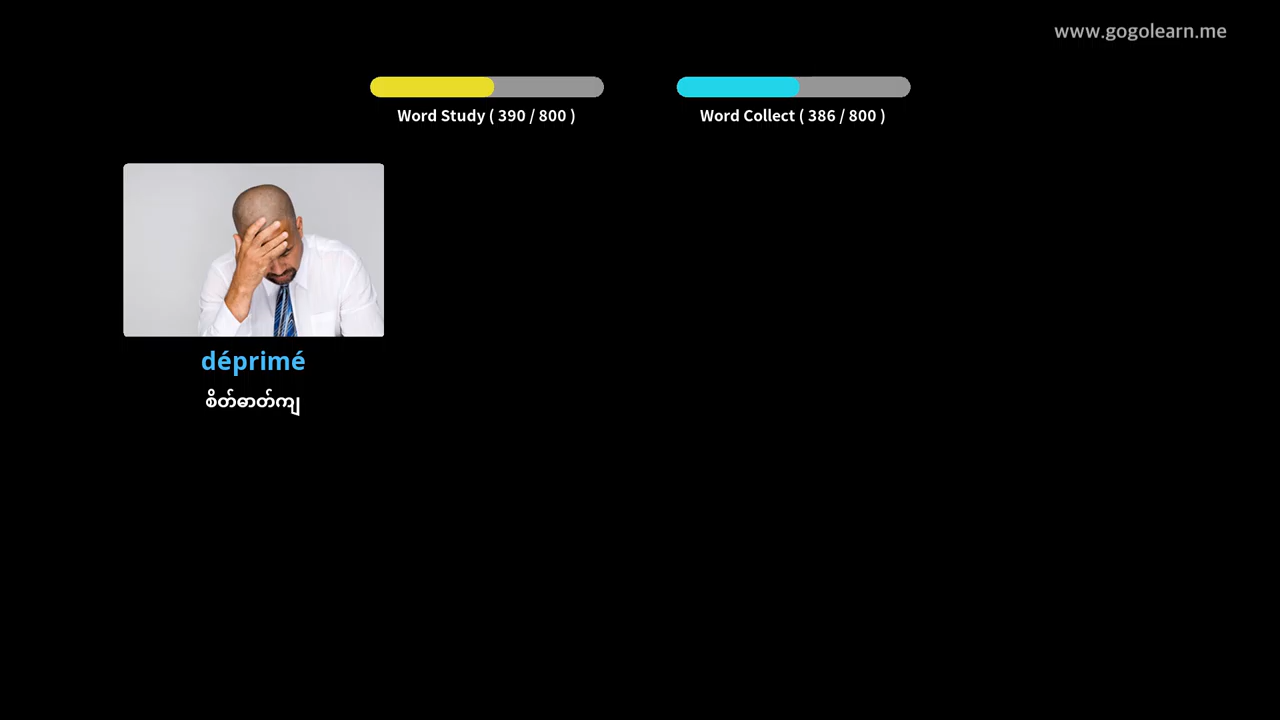 www.gogolearn.me
Word Study ( 390 / 800 )
Word Collect ( 386 / 800 )
déprimé
စိတ်ဓာတ်ကျ